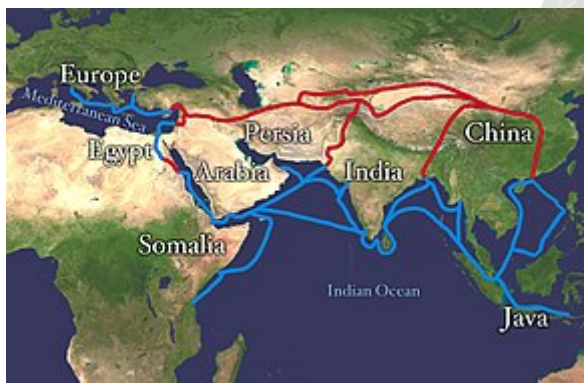 Europe
Mediterranean Sea
Persia
China
Egypt
Arabia
India
Somalia
Indian Ocean
Java